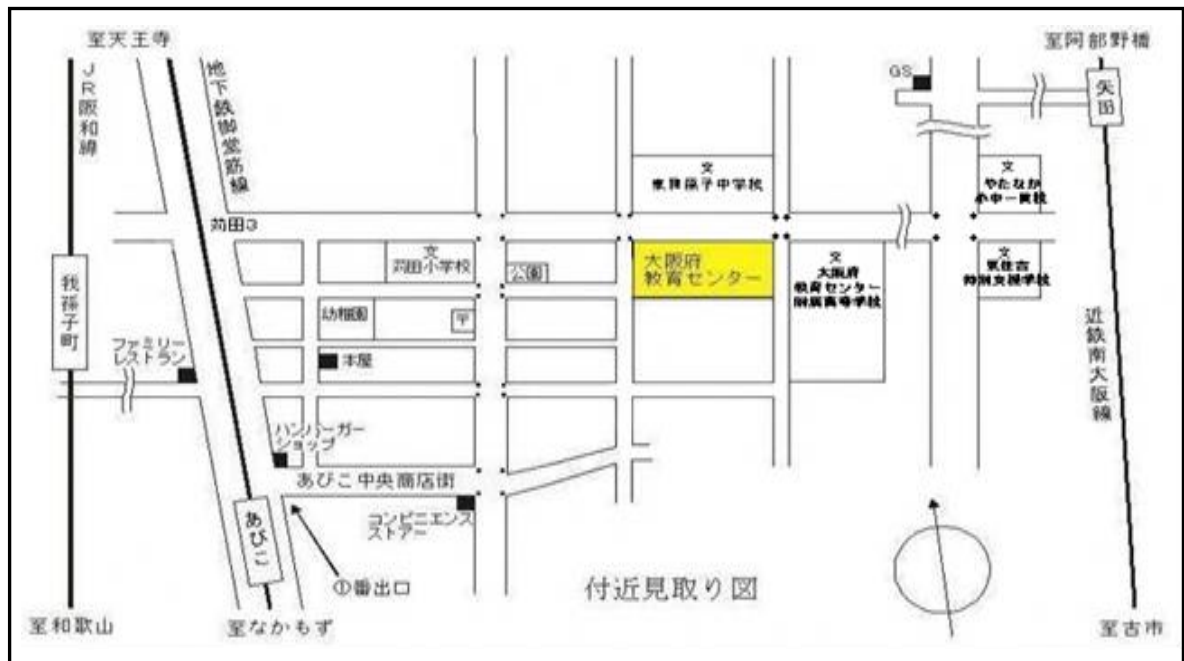 至天王寺
至阿部野橋
JR阪和線
地下鉄御堂筋線
GS
矢田
文
東我孫子中学校
文
やたなか
小中一貫校
苅田3
文
苅田小学校
公園
大阪府
教育センター
文
大阪府
教育センター
附属高等学校
文
東住吉
特別支援学校
我孫子町
幼稚園
〒
ファミリー
レストラン
本屋
近鉄南大阪線
ハンバーガー
ショップ
あびこ中央商店街
あびこ
コンビニエンス
ストアー
①番出口
付近見取り図
至和歌山
至なかもず
至古市